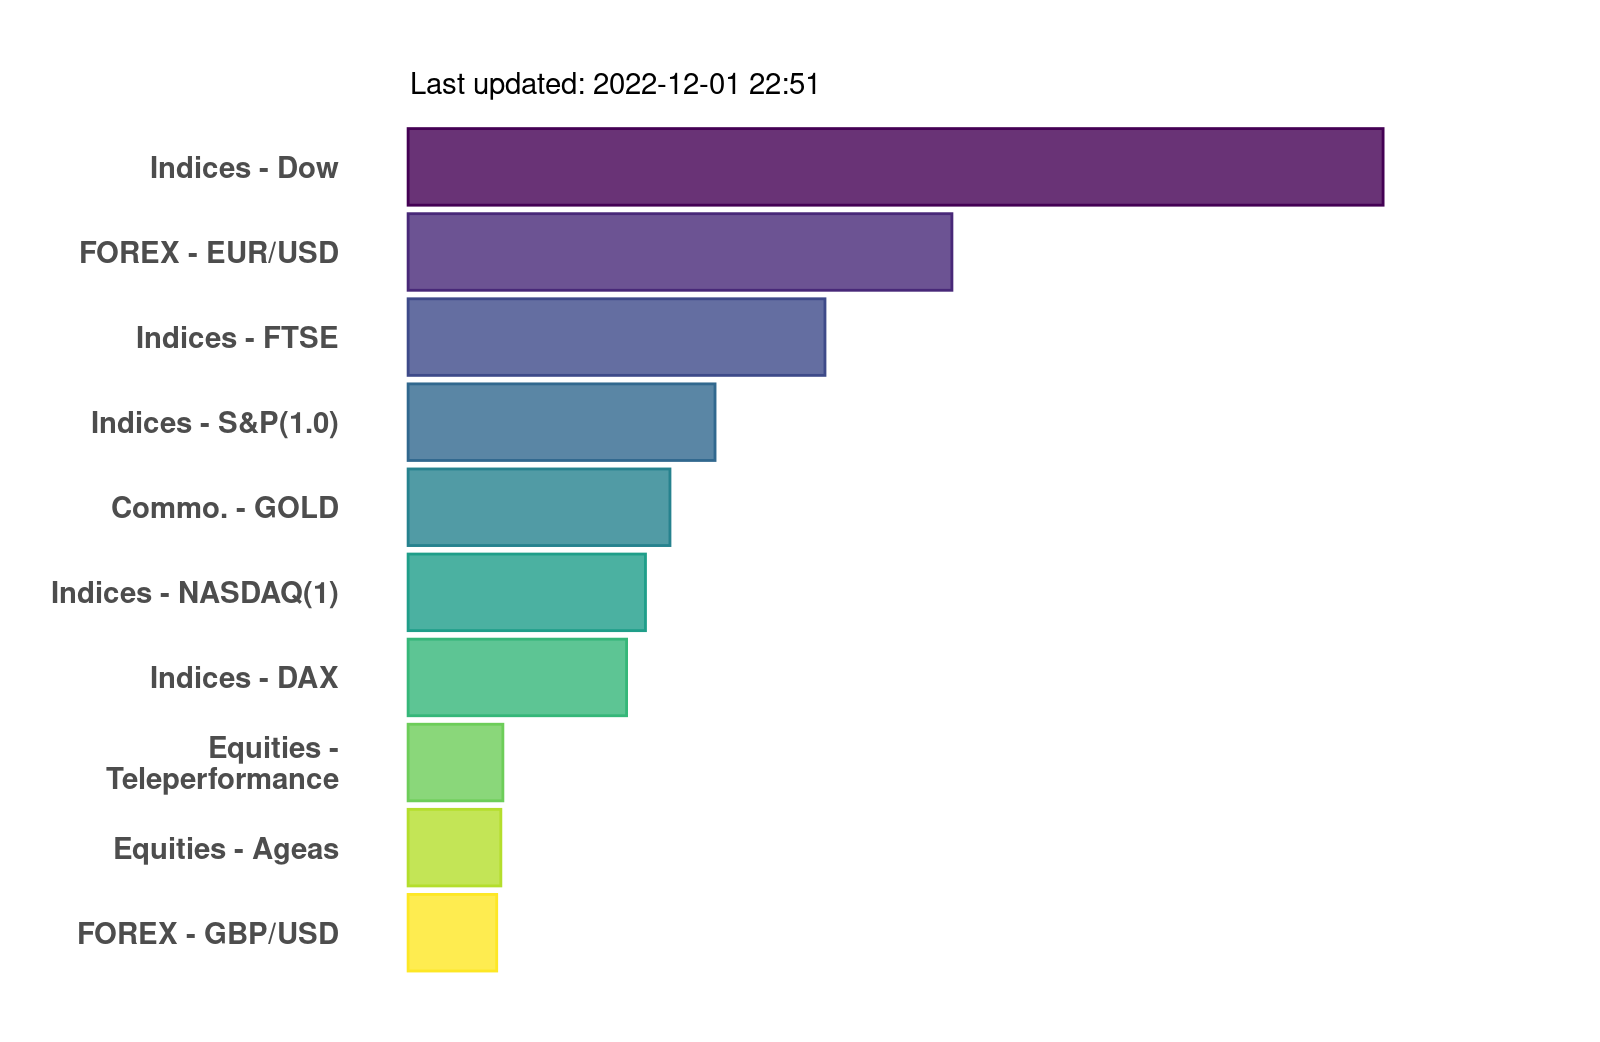 Last updated: 2022-12-01 22:51
Indices - Dow
FOREX - EUR/USD
Indices - FTSE
Indices - S&P(1.0)
Commo. - GOLD
Indices - NASDAQ(1)
Indices - DAX
Equities -
Teleperformance
Equities - Ageas
FOREX - GBP/USD